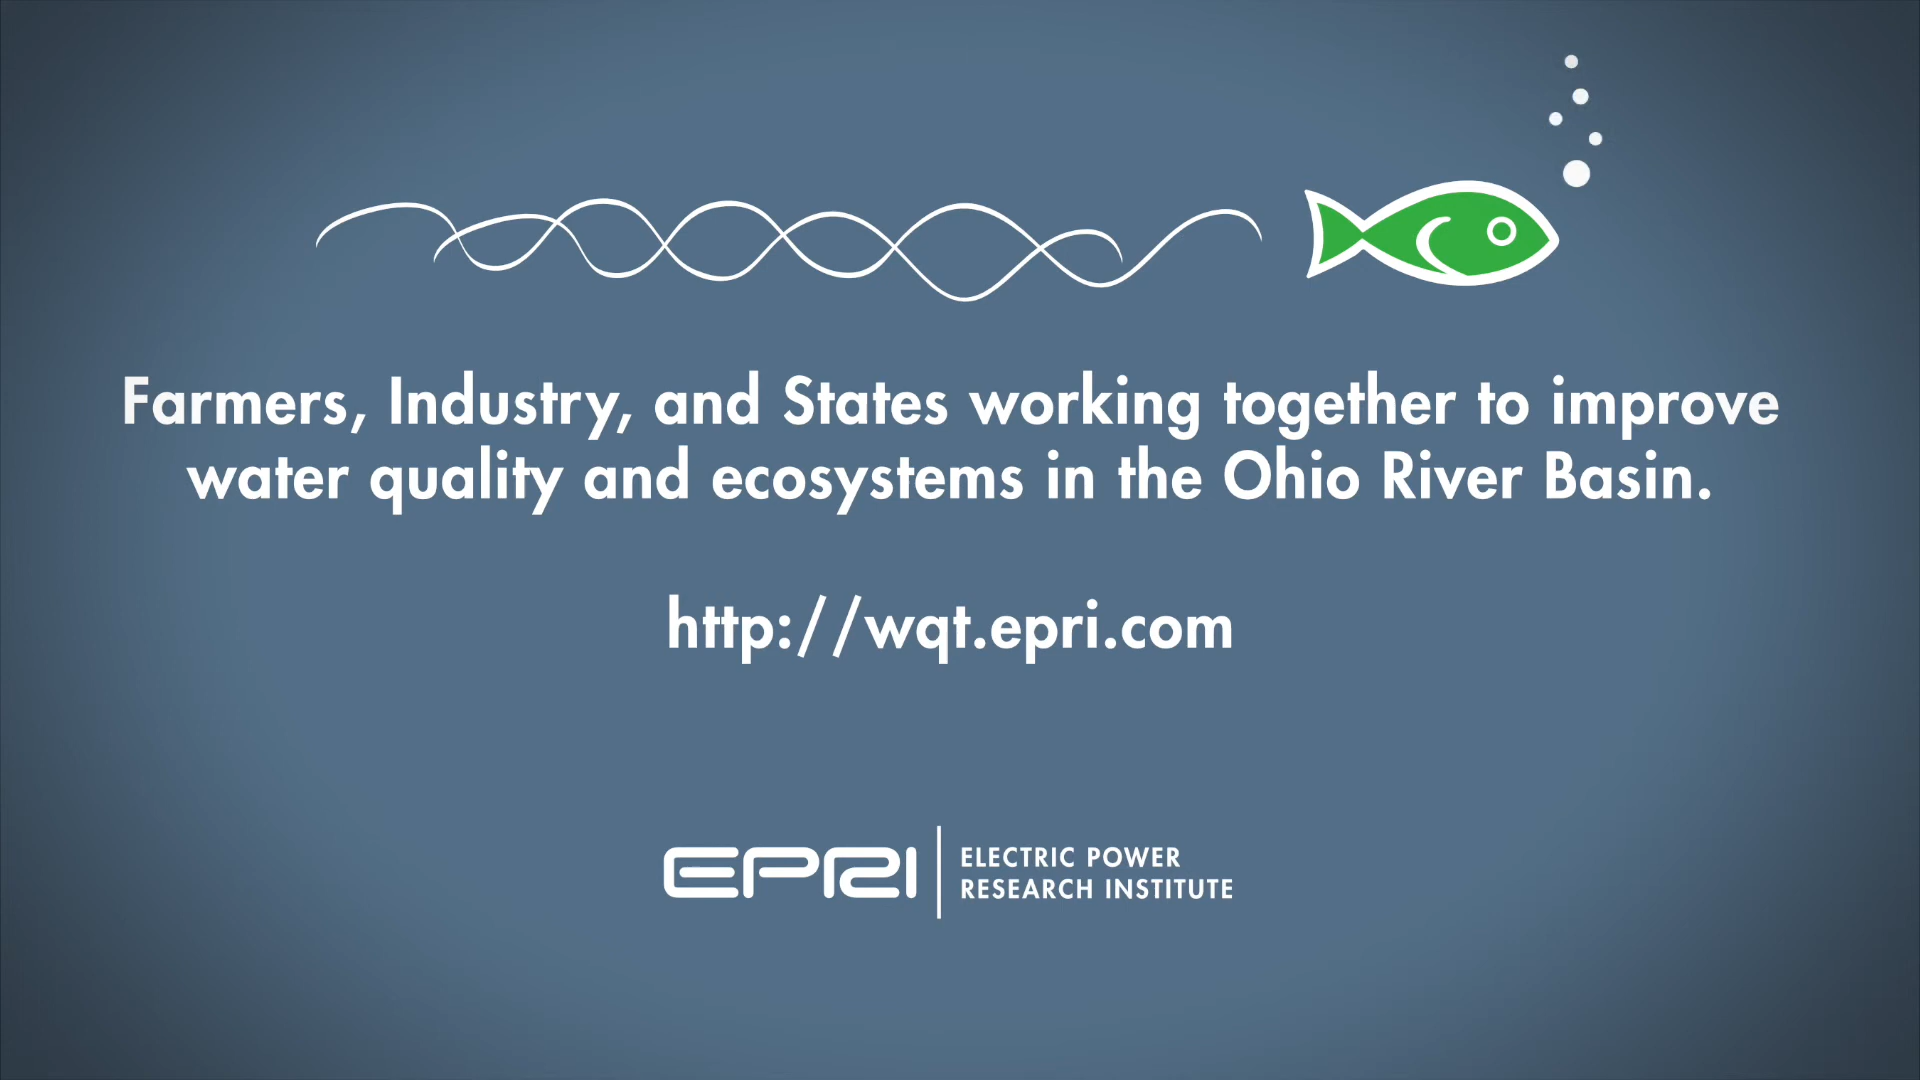 Farmers, Industry, and States working together to improve
water quality and ecosystems in the Ohio River Basin.
http://wqt.epri.com
EPRI
ELECTRIC POWER
RESEARCH INSTITUTE